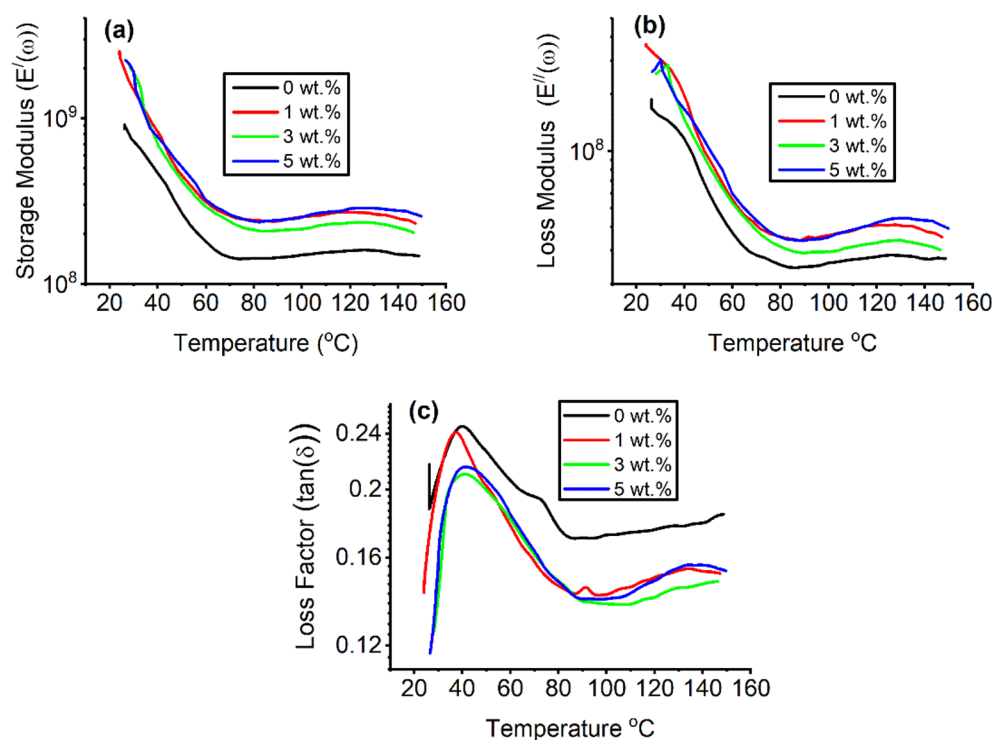 (a)
Storage Modulus (E/(ω))
10^9
10^8
0 wt.%
1 wt.%
3 wt.%
5 wt.%
20 40 60 80 100 120 140 160
Temperature (ºC)
(b)
Loss Modulus (E//(ω))
10^8
0 wt.%
1 wt.%
3 wt.%
5 wt.%
20 40 60 80 100 120 140 160
Temperature ºC
(c)
Loss Factor (tan(δ))
0.24
0.2
0.16
0.12
0 wt.%
1 wt.%
3 wt.%
5 wt.%
20 40 60 80 100 120 140 160
Temperature ºC